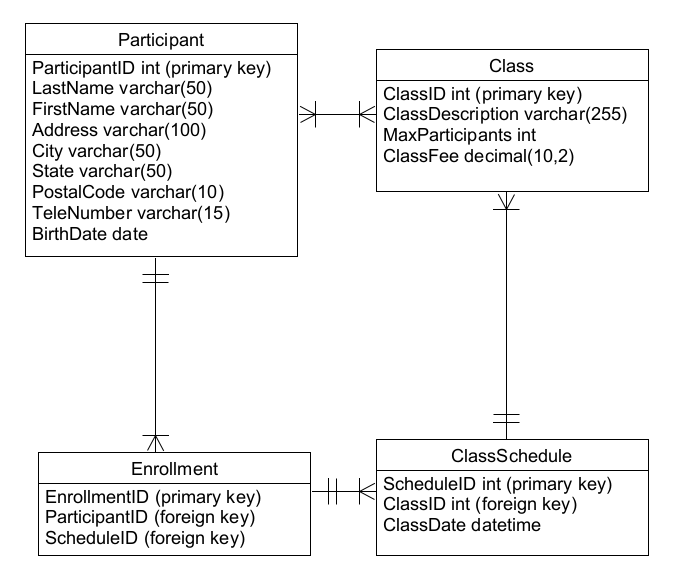 Participant
ParticipantID int (primary key)
LastName varchar(50)
FirstName varchar(50)
Address varchar(100)
City varchar(50)
State varchar(50)
PostalCode varchar(10)
TeleNumber varchar(15)
BirthDate date
Class
ClassID int (primary key)
ClassDescription varchar(255)
MaxParticipants int
ClassFee decimal(10,2)
Enrollment
EnrollmentID (primary key)
ParticipantID (foreign key)
ScheduleID (foreign key)
ClassSchedule
ScheduleID int (primary key)
ClassID int (foreign key)
ClassDate datetime